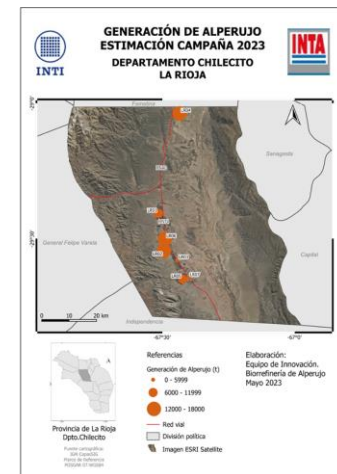 GENERACIÓN DE ALPERUJO
ESTIMACIÓN CAMPAÑA 2023
DEPARTAMENTO CHILECITO
LA RIOJA
INTI
INTA
Famatina
Sanagasta
General Felipe Varela
Capital
Independencia
-29°30
0 10 20 km
-67°30
-67°0
Referencias
Generación de Alperujo (t)
0 - 5999
6000 - 11999
12000 - 18000
Red vial
División política
Imagen ESRI Satellite
Elaboración:
Equipo de Innovación.
Biorrefinería de Alperujo
Mayo 2023
Provincia de La Rioja
Dpto.Chilecito